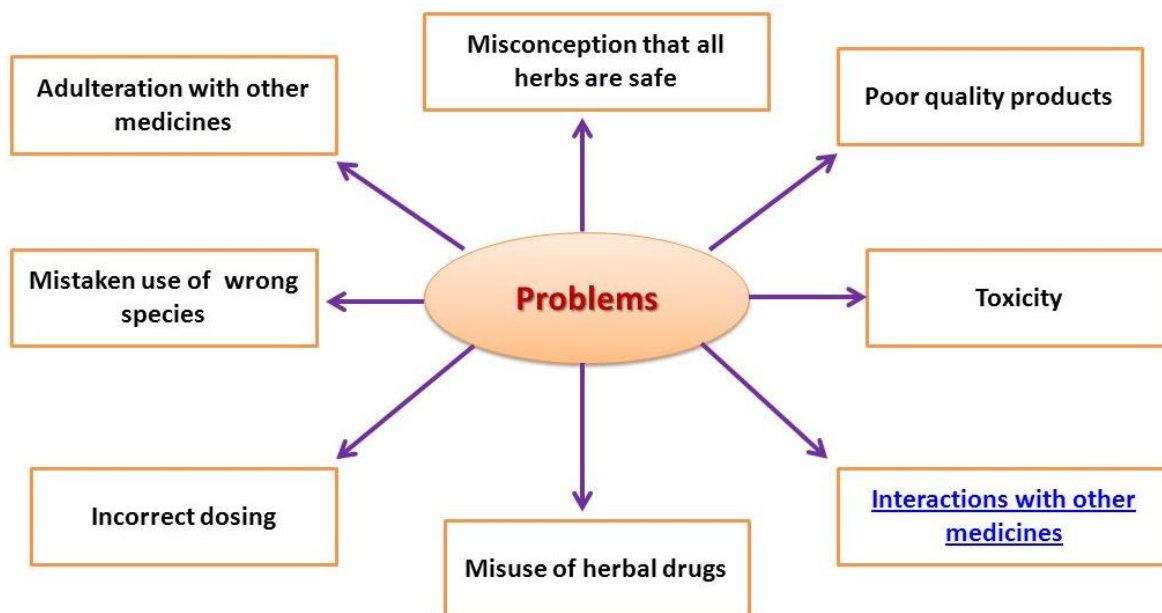 Misconception that all
herbs are safe
Adulteration with other
medicines
Poor quality products
Mistaken use of wrong
species
Problems
Toxicity
Incorrect dosing
Interactions with other
medicines
Misuse of herbal drugs